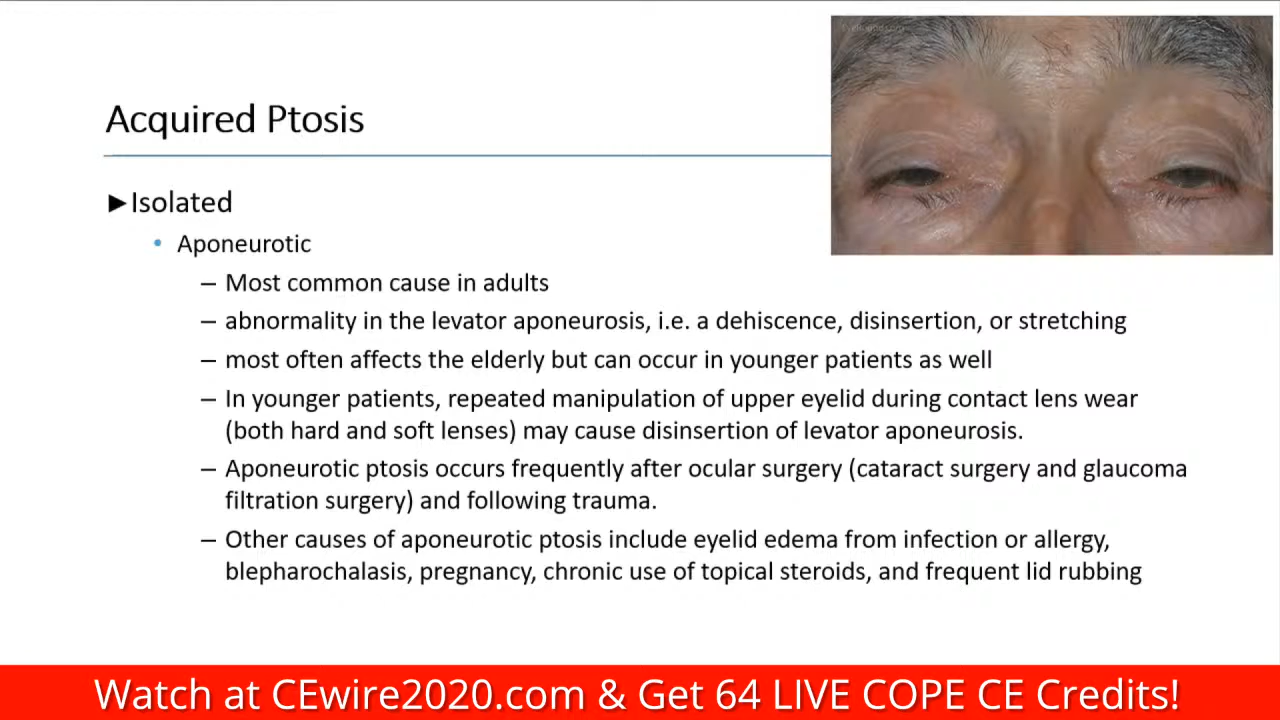 Acquired Ptosis
►Isolated
• Aponeurotic
– Most common cause in adults
– abnormality in the levator aponeurosis, i.e. a dehiscence, disinsertion, or stretching
– most often affects the elderly but can occur in younger patients as well
– In younger patients, repeated manipulation of upper eyelid during contact lens wear
(both hard and soft lenses) may cause disinsertion of levator aponeurosis.
– Aponeurotic ptosis occurs frequently after ocular surgery (cataract surgery and glaucoma
filtration surgery) and following trauma.
– Other causes of aponeurotic ptosis include eyelid edema from infection or allergy,
blepharochalasis, pregnancy, chronic use of topical steroids, and frequent lid rubbing
Watch at CEwire2020.com & Get 64 LIVE COPE CE Credits!